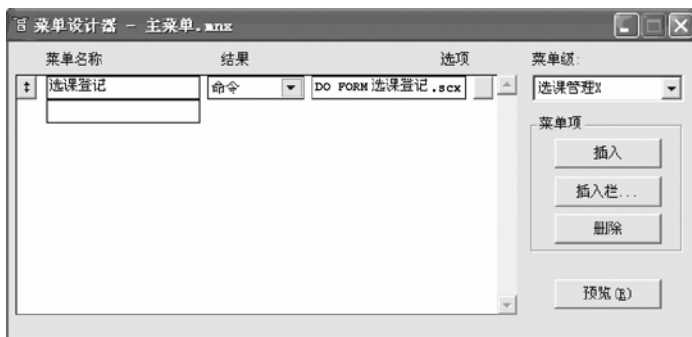 菜单设计器 - 主菜单.mnx
菜单名称 结果 选项 菜单级:
选课登记 命令 DO FORM 选课登记.scx 选课管理X
菜单项
插入
插入栏...
删除
预览(R)